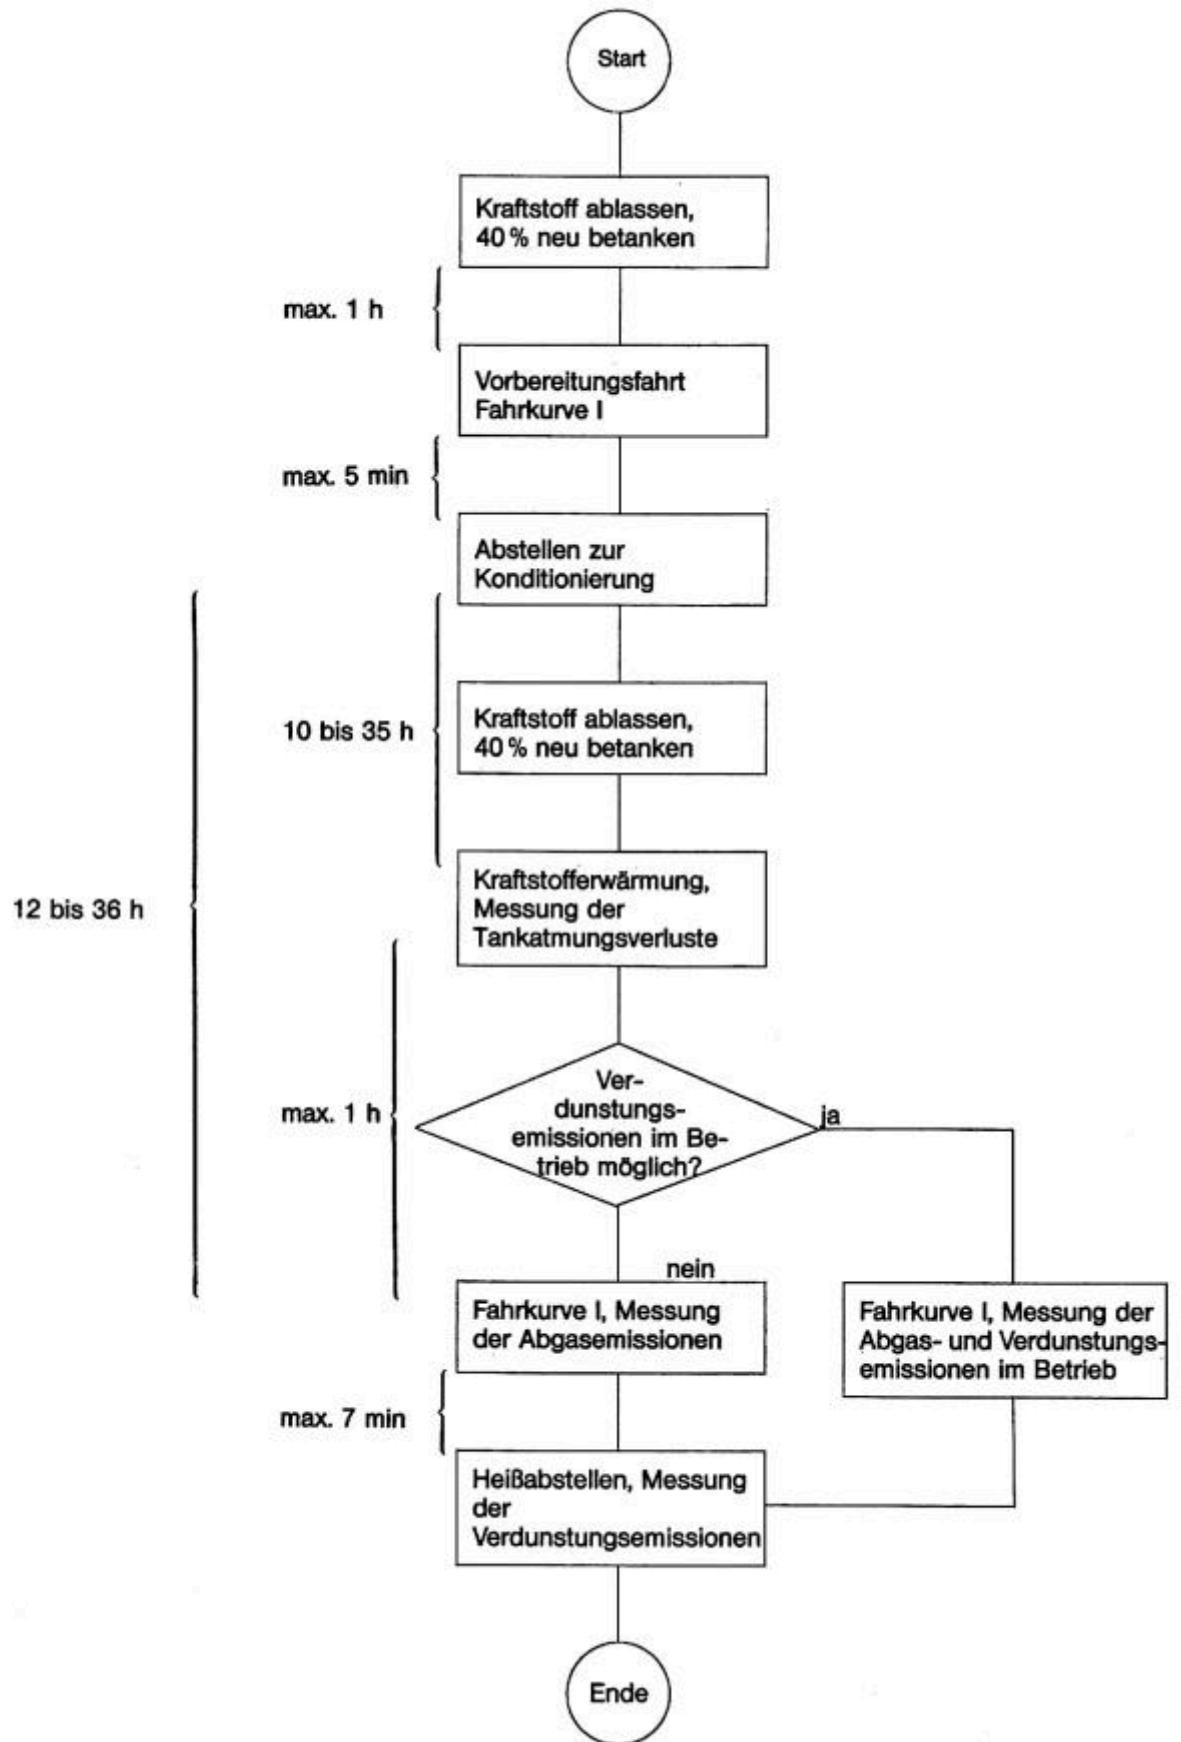 Start
Kraftstoff ablassen,
40% neu betanken
max. 1 h
Vorbereitungsfahrt
Fahrkurve I
max. 5 min
Abstellen zur
Konditionierung
10 bis 35 h
Kraftstoff ablassen,
40% neu betanken
12 bis 36 h
Kraftstofferwärmung,
Messung der
Tankatmungsverluste
max. 1 h
Ver-
dunstungs-
emissionen im Be-
trieb möglich?
ja
nein
Fahrkurve I, Messung
der Abgasemissionen
Fahrkurve I, Messung der
Abgas- und Verdunstungs-
emissionen im Betrieb
max. 7 min
Heißabstellen, Messung
der
Verdunstungsemissionen
Ende